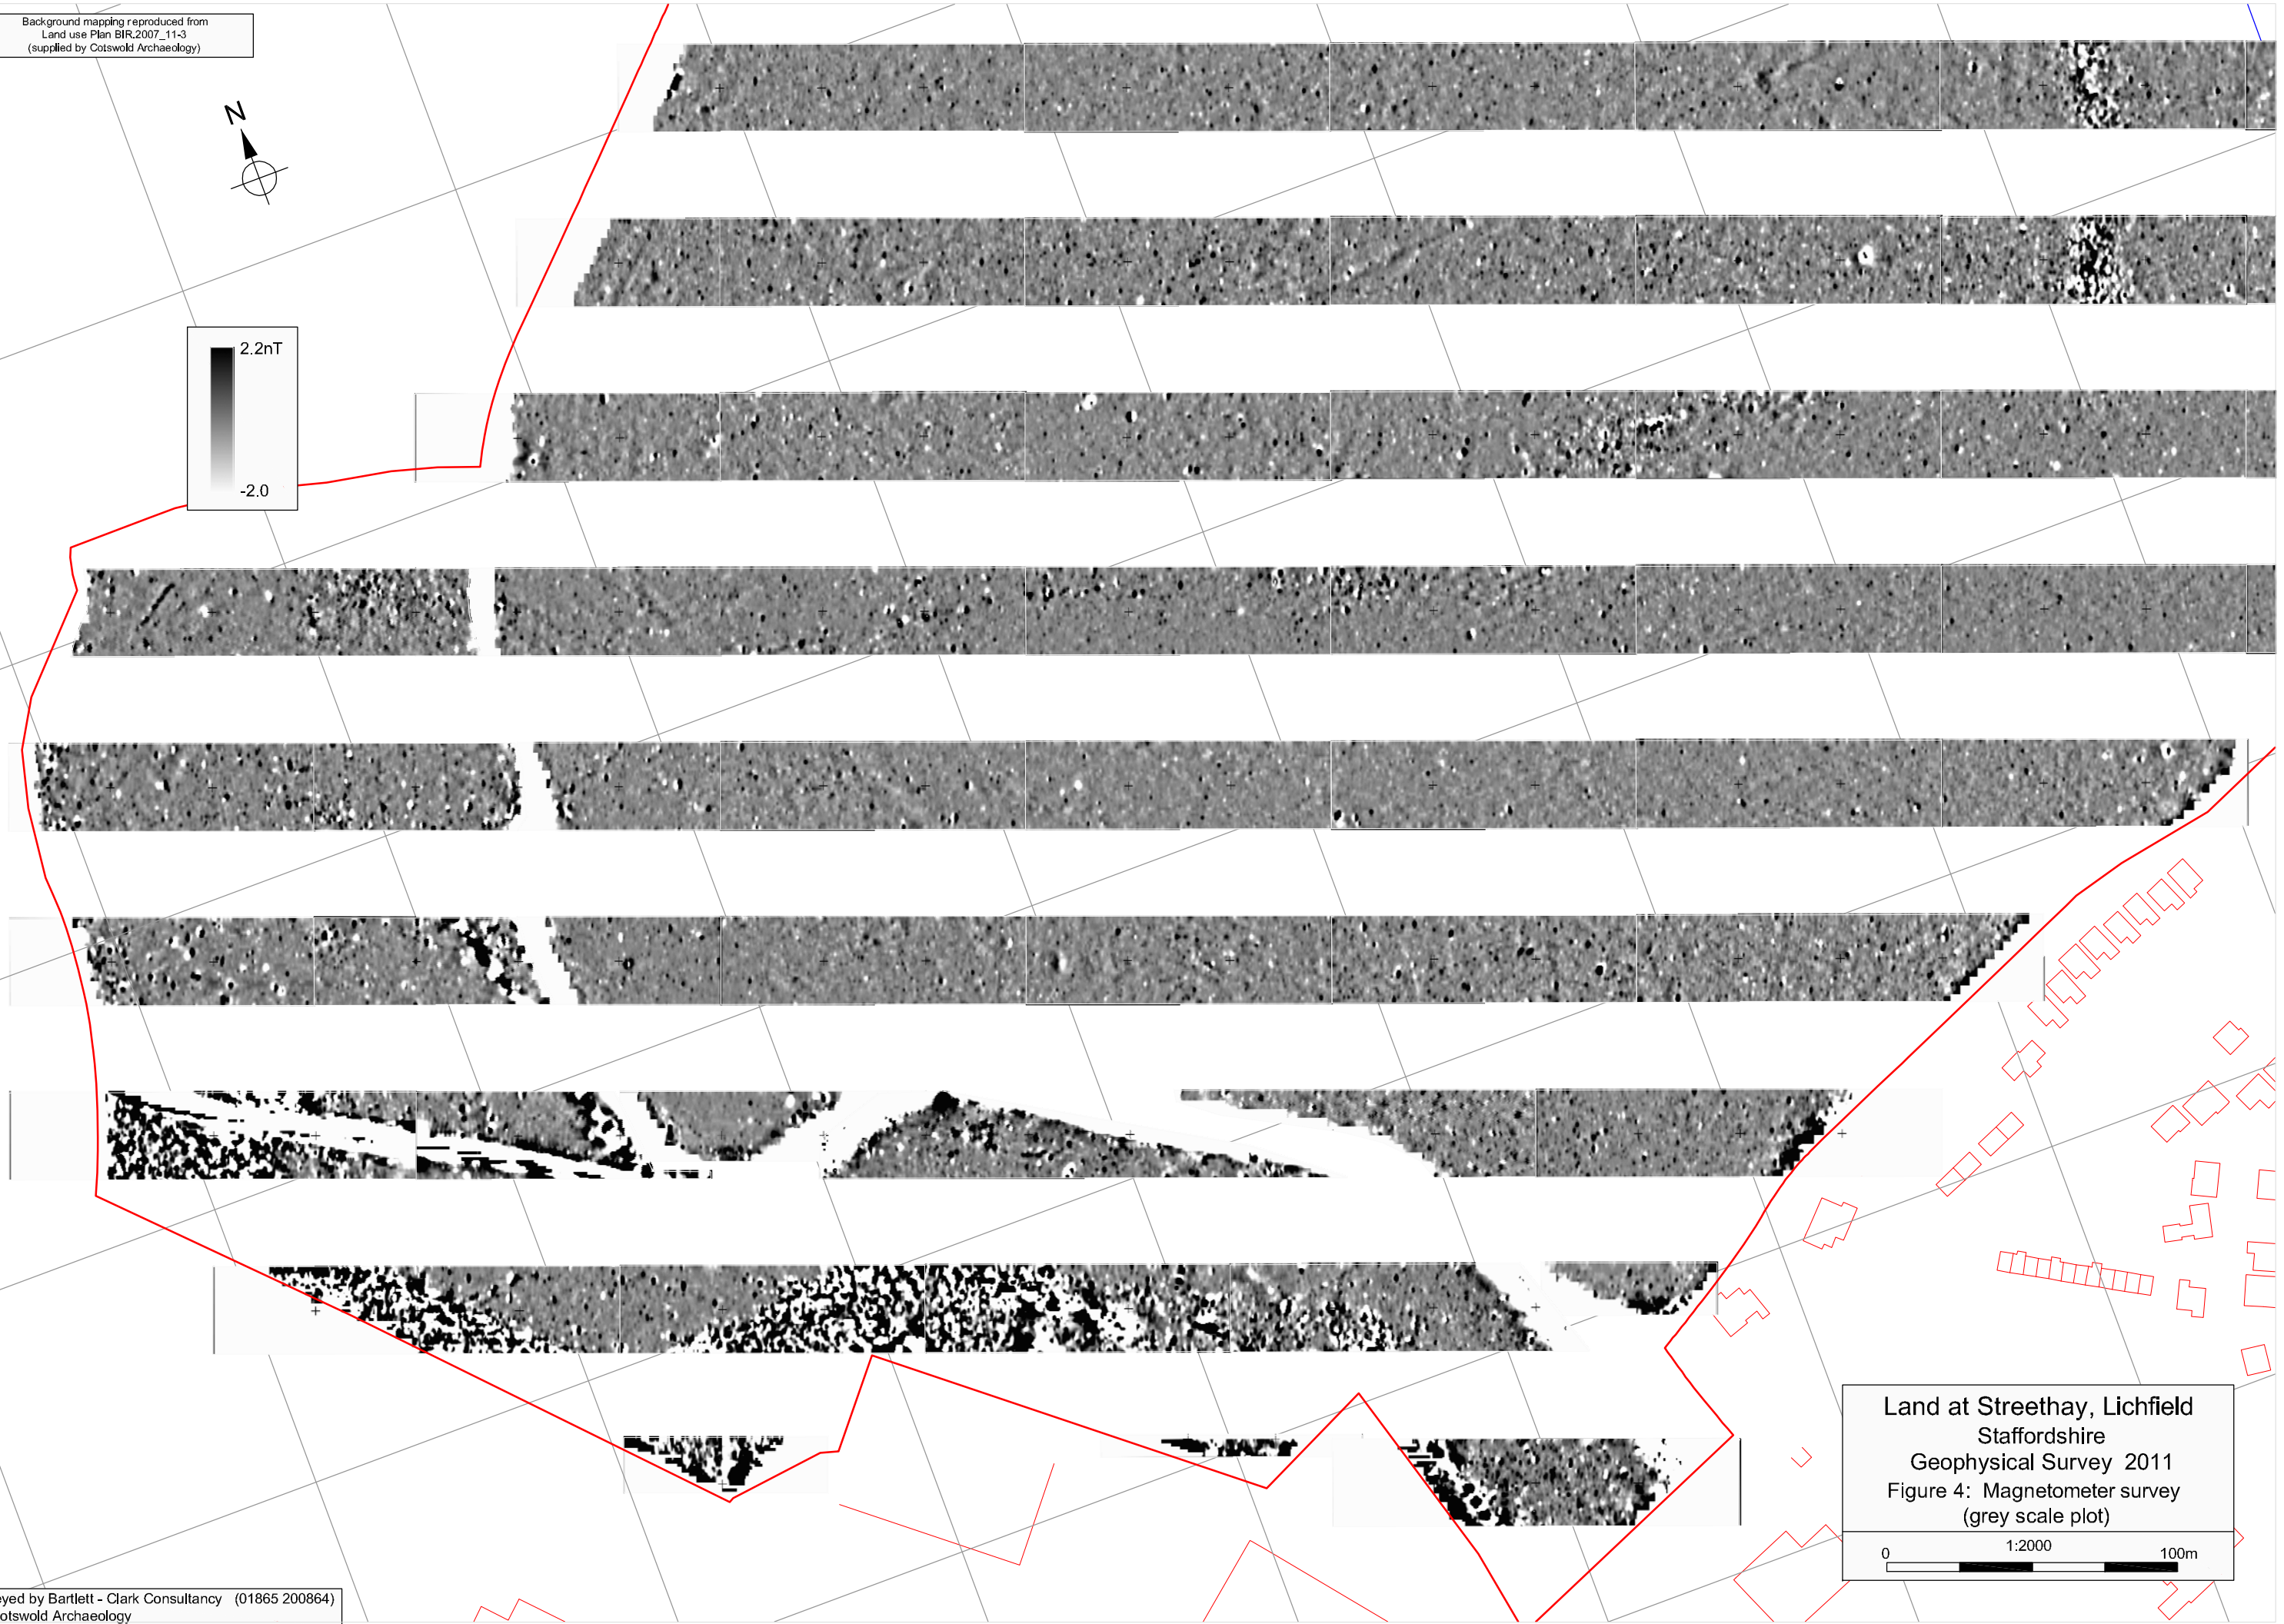 Background mapping reproduced from
Land use Plan BIR.2007_11-3
(supplied by Cotswold Archaeology)
N
2.2nT
-2.0
Land at Streethay, Lichfield
Staffordshire
Geophysical Survey 2011
Figure 4: Magnetometer survey
(grey scale plot)
1:2000
0 100m
eyed by Bartlett - Clark Consultancy (01865 200864)
otswold Archaeology